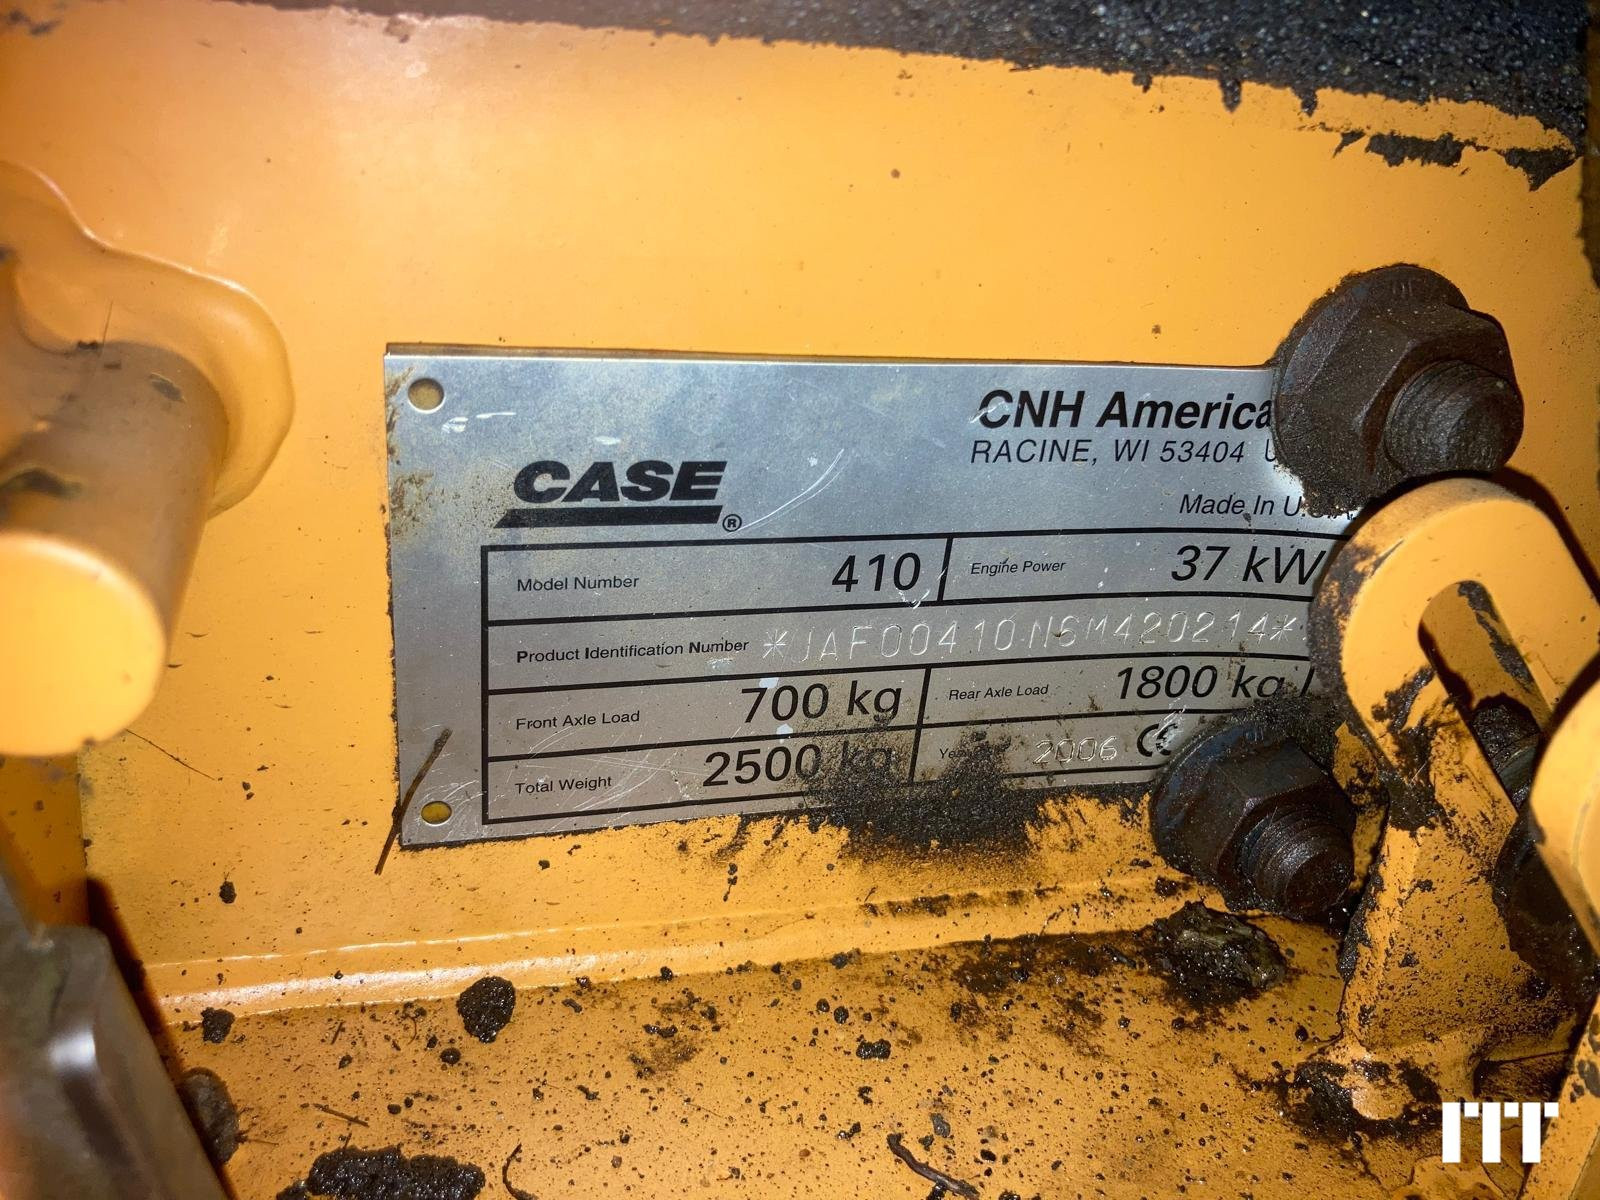 CNH America
RACINE, WI 53404 U
Made In U.S.A.
CASE®
Model Number 410 Engine Power 37 kW
Product Identification Number *JAF00410N6M420214*
Front Axle Load 700 kg Rear Axle Load 1800 kg
Total Weight 2500 kg 2006 CE